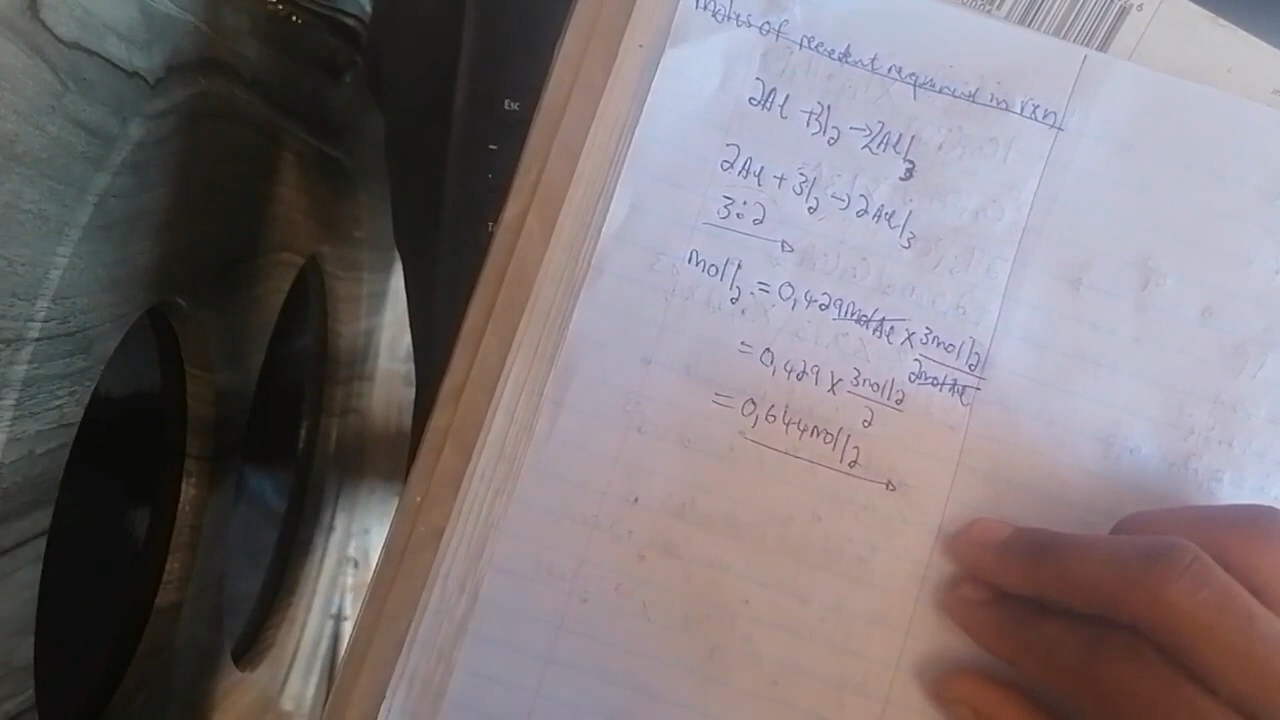 Moles of reactant required in rxn
2Al + 3I₂ → 2AlI₃
2Al + 3I₂ → 2AlI₃
3:2
mol I₂ = 0,429 mol Al × 3mol I₂ / 2mol Al
= 0,429 × 3mol I₂ / 2
= 0,644 mol I₂
Esc